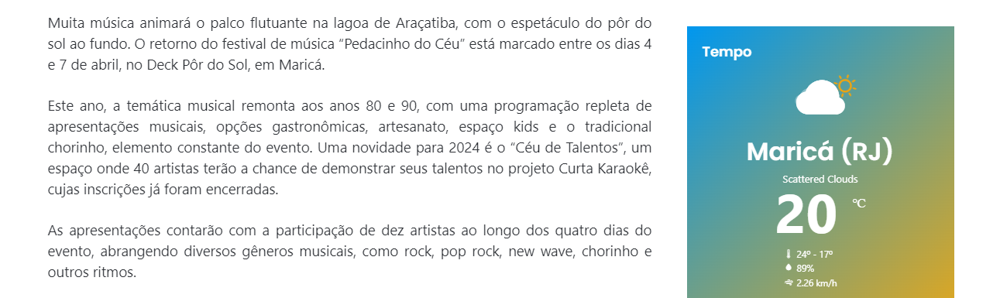 Muita música animará o palco flutuante na lagoa de Araçatiba, com o espetáculo do pôr do
sol ao fundo. O retorno do festival de música “Pedacinho do Céu” está marcado entre os dias 4
e 7 de abril, no Deck Pôr do Sol, em Maricá.
Este ano, a temática musical remonta aos anos 80 e 90, com uma programação repleta de
apresentações musicais, opções gastronômicas, artesanato, espaço kids e o tradicional
chorinho, elemento constante do evento. Uma novidade para 2024 é o “Céu de Talentos”, um
espaço onde 40 artistas terão a chance de demonstrar seus talentos no projeto Curta Karaokê,
cujas inscrições já foram encerradas.
As apresentações contarão com a participação de dez artistas ao longo dos quatro dias do
evento, abrangendo diversos gêneros musicais, como rock, pop rock, new wave, chorinho e
outros ritmos.
Tempo
Maricá (RJ)
Scattered Clouds
20 °C
24º - 17º
89%
2.26 km/h